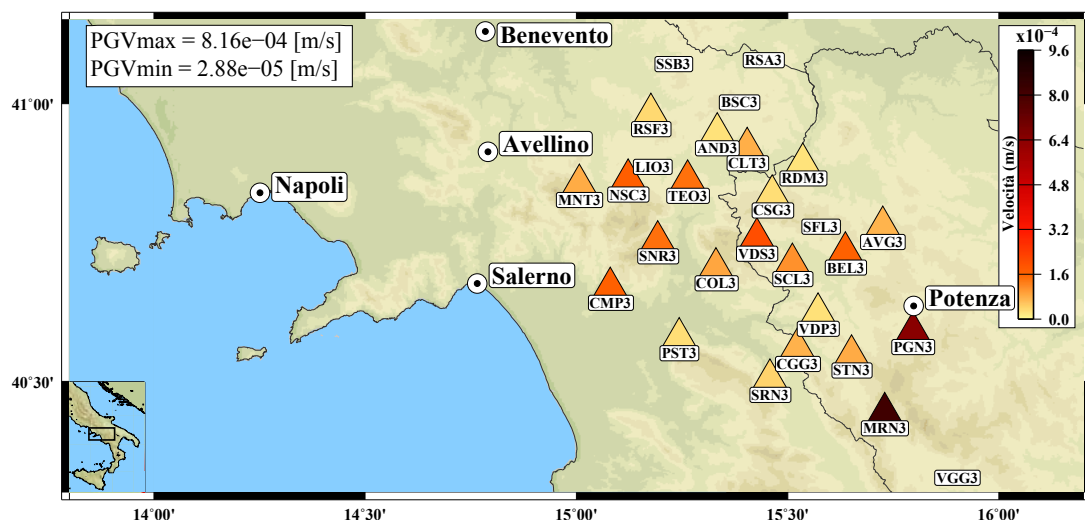 PGVmax = 8.16e−04 [m/s]
PGVmin = 2.88e−05 [m/s]
Benevento
Avellino
Napoli
Salerno
Potenza
SSB3
RSA3
BSC3
RSF3
AND3
CLT3
LIO3
RDM3
MNT3
NSC3
TEO3
CSG3
SFL3
AVG3
SNR3
VDS3
BEL3
COL3
SCL3
CMP3
VDP3
PGN3
PST3
CGG3
STN3
SRN3
MRN3
VGG3
x10⁻⁴
9.6
8.0
6.4
4.8
3.2
1.6
0.0
Velocità (m/s)
41˚00'
40˚30'
14˚00'
14˚30'
15˚00'
15˚30'
16˚00'